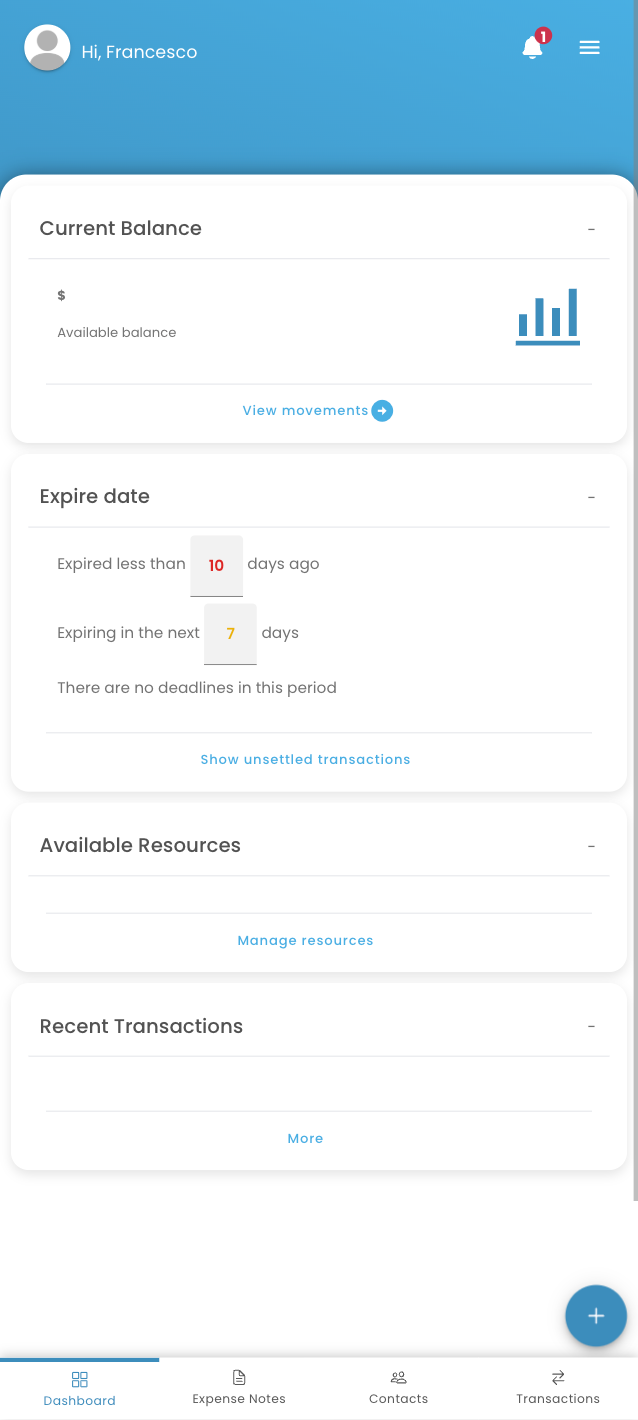 Hi, Francesco
1
Current Balance -
$
Available balance
View movements
Expire date -
Expired less than 10 days ago
Expiring in the next 7 days
There are no deadlines in this period
Show unsettled transactions
Available Resources -
Manage resources
Recent Transactions -
More
+
Dashboard Expense Notes Contacts Transactions